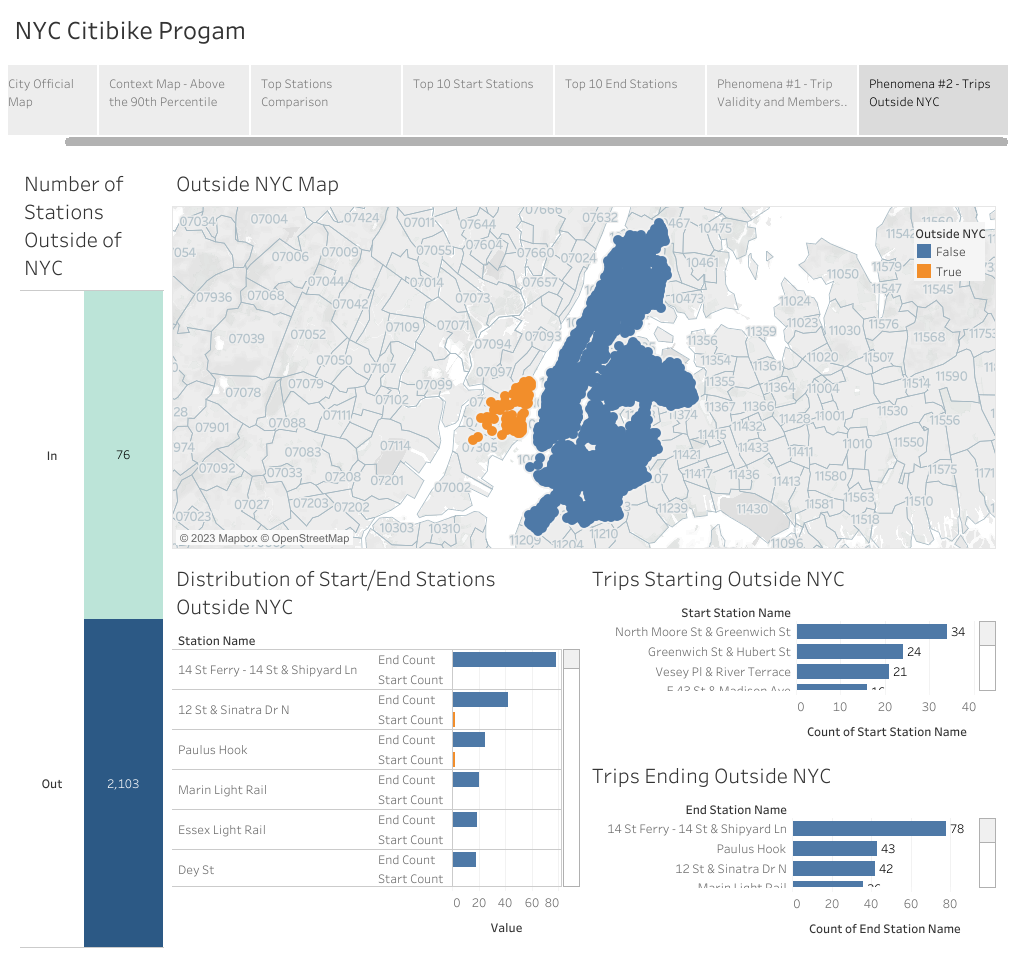 NYC Citibike Progam
City Official
Map
Context Map - Above
the 90th Percentile
Top Stations
Comparison
Top 10 Start Stations
Top 10 End Stations
Phenomena #1 - Trip
Validity and Members..
Phenomena #2 - Trips
Outside NYC
Number of
Stations
Outside of
NYC
In
76
Out
2,103
Outside NYC Map
07034
07004
07424
07011
07644
07666
07632
10475
07055
07604
07660
07024
10461
054
07006
07009
07044
07014
07657
11050
11579
11547
11545
07936
07068
07042
07073
10473
11024
07109
07071
07093
11023
11030
11576
11568
07039
07052
07094
11356
11359
07050
07097
11354
11361
11020
11507
07107
07099
11355
11364
11004
11514
11590
07078
07079
07102
11367
11366
11530
07111
11374
11428
11001
07088
07901
11415
11432
11010
11550
07083
07114
07305
11421
11411
07092
07208
07201
11417
11436
11413
11581
11575
07002
11563
11510
07027
07203
07202
11239
11430
11518
07023
10303
10310
11209
11204
11210
11096
Outside NYC
False
True
© 2023 Mapbox © OpenStreetMap
Distribution of Start/End Stations
Outside NYC
Station Name
14 St Ferry - 14 St & Shipyard Ln
End Count
Start Count
12 St & Sinatra Dr N
End Count
Start Count
Paulus Hook
End Count
Start Count
Marin Light Rail
End Count
Start Count
Essex Light Rail
End Count
Start Count
Dey St
End Count
Start Count
0 20 40 60 80
Value
Trips Starting Outside NYC
Start Station Name
North Moore St & Greenwich St 34
Greenwich St & Hubert St 24
Vesey Pl & River Terrace 21
E 43 St & Madison Ave 16
0 10 20 30 40
Count of Start Station Name
Trips Ending Outside NYC
End Station Name
14 St Ferry - 14 St & Shipyard Ln 78
Paulus Hook 43
12 St & Sinatra Dr N 42
Marin Light Rail 36
0 20 40 60 80
Count of End Station Name